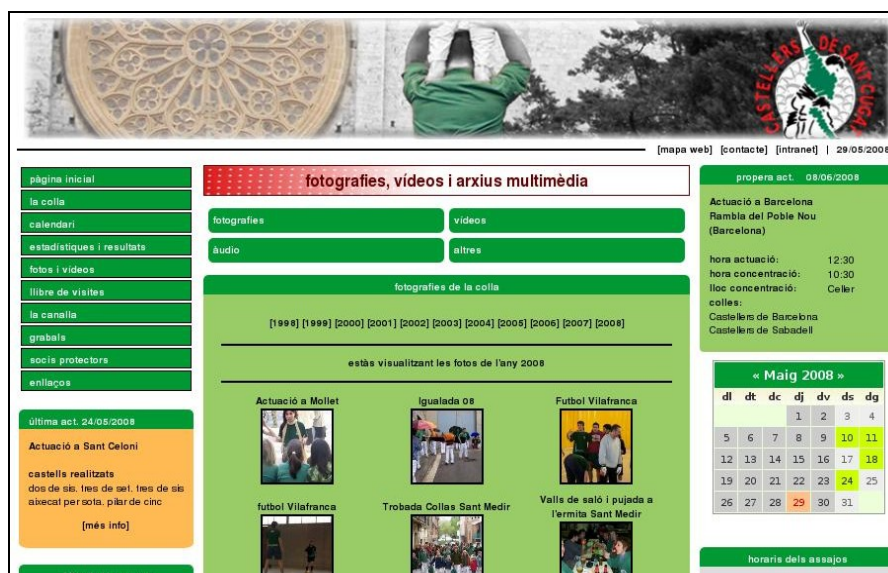 CASTELLERS DE SANT CUGAT
[mapa web] [contacte] [intranet] | 29/05/2008
pàgina inicial
la colla
calendari
estadístiques i resultats
fotos i vídeos
llibre de visites
la canalla
grabals
socis protectors
enllaços
última act. 24/05/2008
Actuació a Sant Celoni
castells realitzats
dos de sis, tres de set, tres de sis
aixecat per sota, pilar de cinc
[més info]
fotografies, vídeos i arxius multimèdia
fotografies
vídeos
àudio
altres
fotografies de la colla
[1998] [1999] [2000] [2001] [2002] [2003] [2004] [2005] [2006] [2007] [2008]
estàs visualitzant les fotos de l'any 2008
Actuació a Mollet
Igualada 08
Futbol Vilafranca
futbol Vilafranca
Trobada Collas Sant Medir
Valls de saló i pujada a
l'ermita Sant Medir
propera act. 08/06/2008
Actuació a Barcelona
Rambla del Poble Nou
(Barcelona)
hora actuació: 12:30
hora concentració: 10:30
lloc concentració: Celler
colles:
Castellers de Barcelona
Castellers de Sabadell
« Maig 2008 »
dl dt dc dj dv ds dg
1 2 3 4
5 6 7 8 9 10 11
12 13 14 15 16 17 18
19 20 21 22 23 24 25
26 27 28 29 30 31
horaris dels assajos